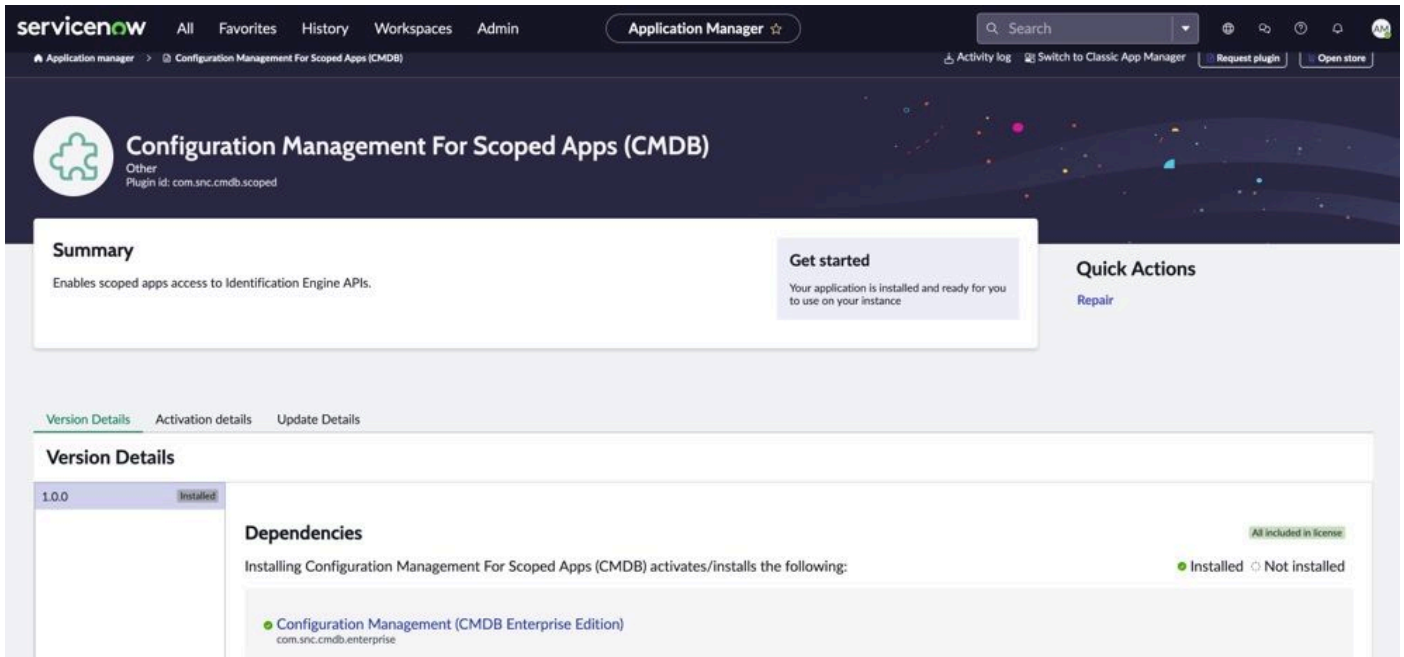 servicenow All Favorites History Workspaces Admin Application Manager Search AM
Application manager > Configuration Management For Scoped Apps (CMDB) Activity log Switch to Classic App Manager Request plugin Open store
Configuration Management For Scoped Apps (CMDB)
Other
Plugin id: com.snc.cmdb.scoped
Summary
Enables scoped apps access to Identification Engine APIs.
Get started
Your application is installed and ready for you
to use on your instance
Quick Actions
Repair
Version Details Activation details Update Details
Version Details
1.0.0 Installed
Dependencies All included in license
Installing Configuration Management For Scoped Apps (CMDB) activates/installs the following: Installed Not installed
Configuration Management (CMDB Enterprise Edition)
com.snc.cmdb.enterprise